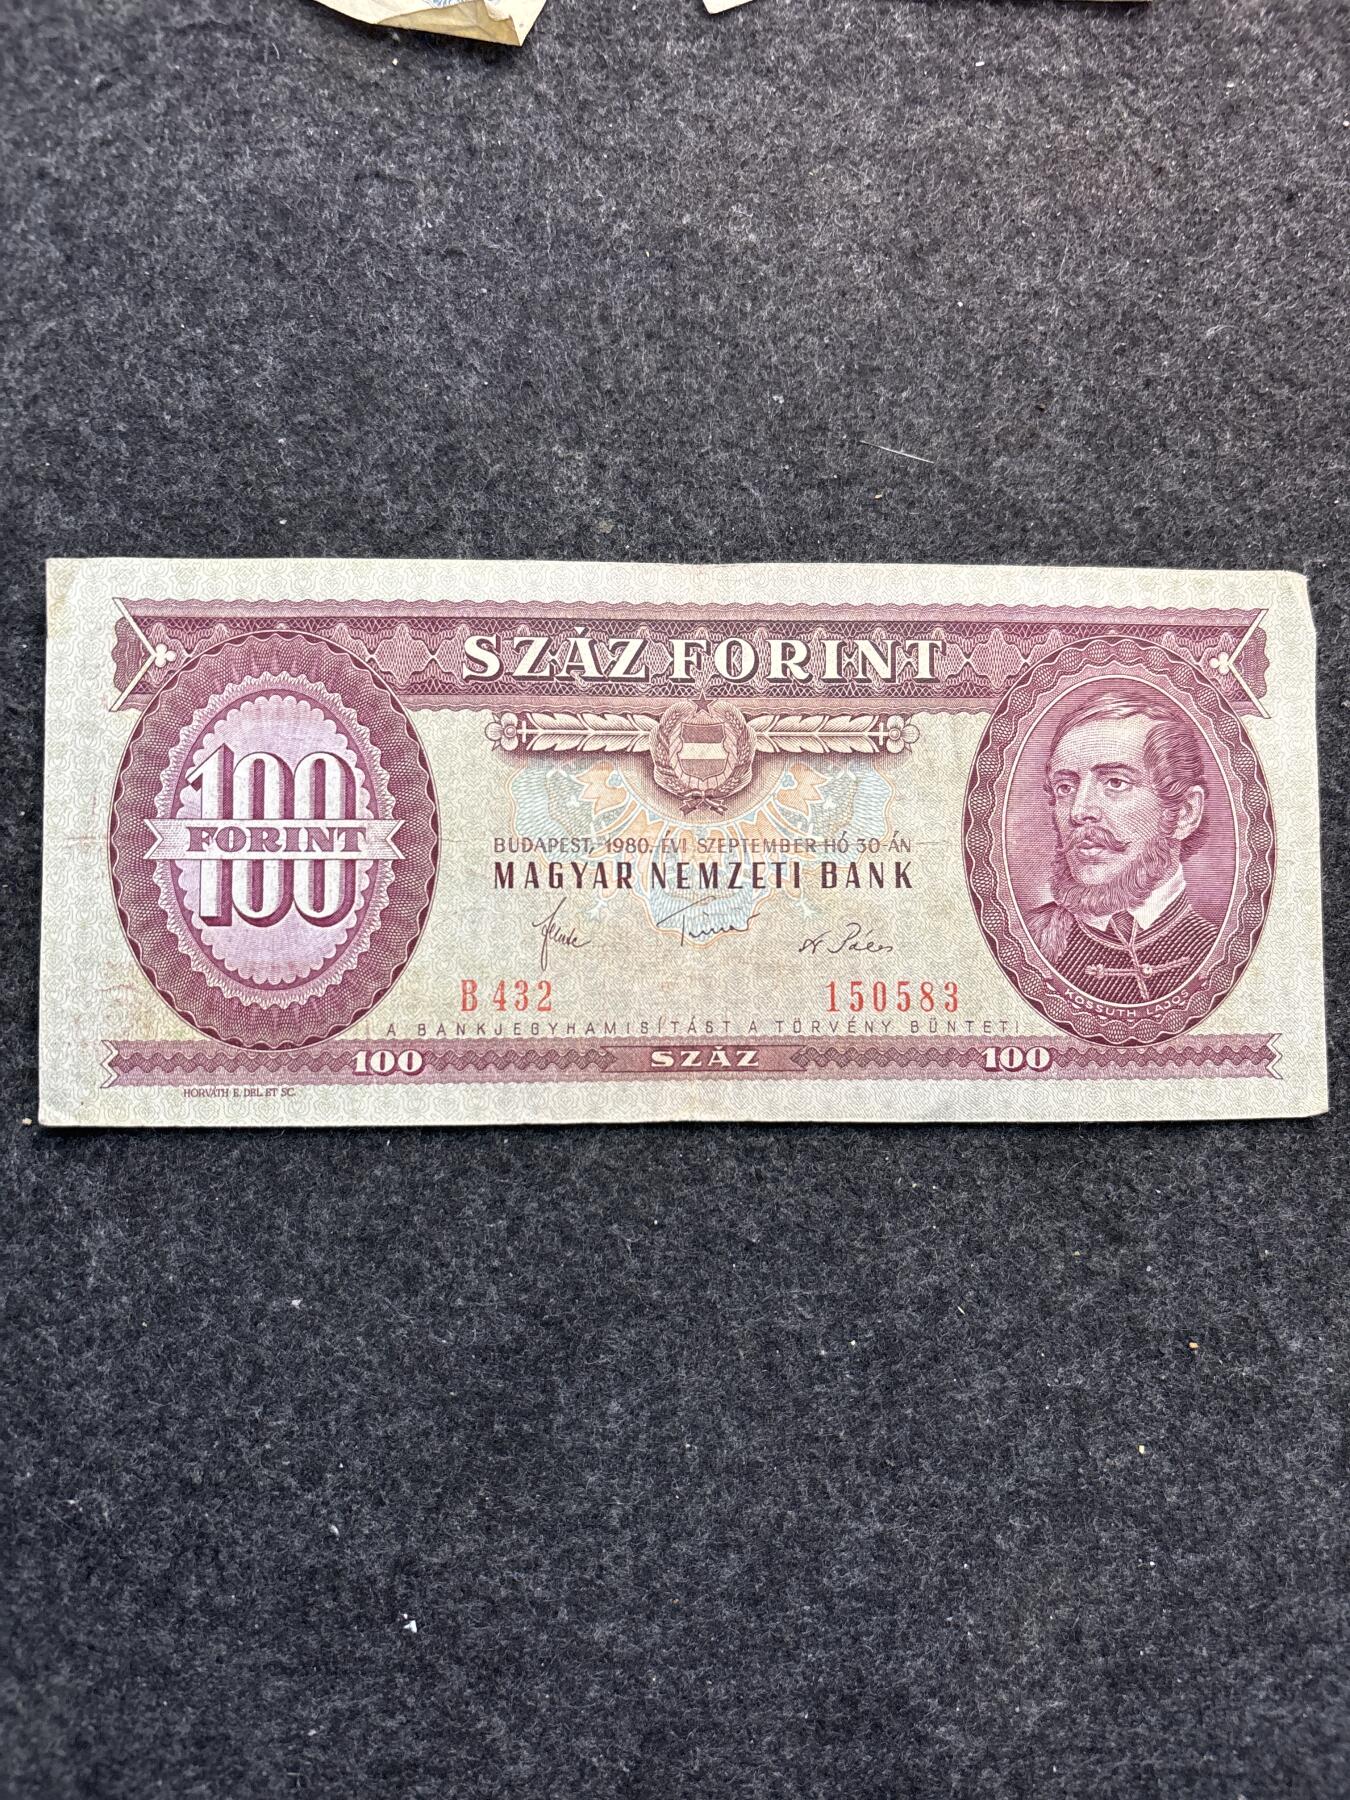 SZÁZ FORINT
100
FORINT
100
BUDAPEST, 1980. ÉVI SZEPTEMBER HÓ 30-ÁN
MAGYAR NEMZETI BANK
B 432 150583
KOSSUTH LAJOS
A BANKJEGYHAMISÍTÁST A TÖRVÉNY BÜNTETI
100 SZÁZ 100
HORVÁTH E. DEL. ET SC.